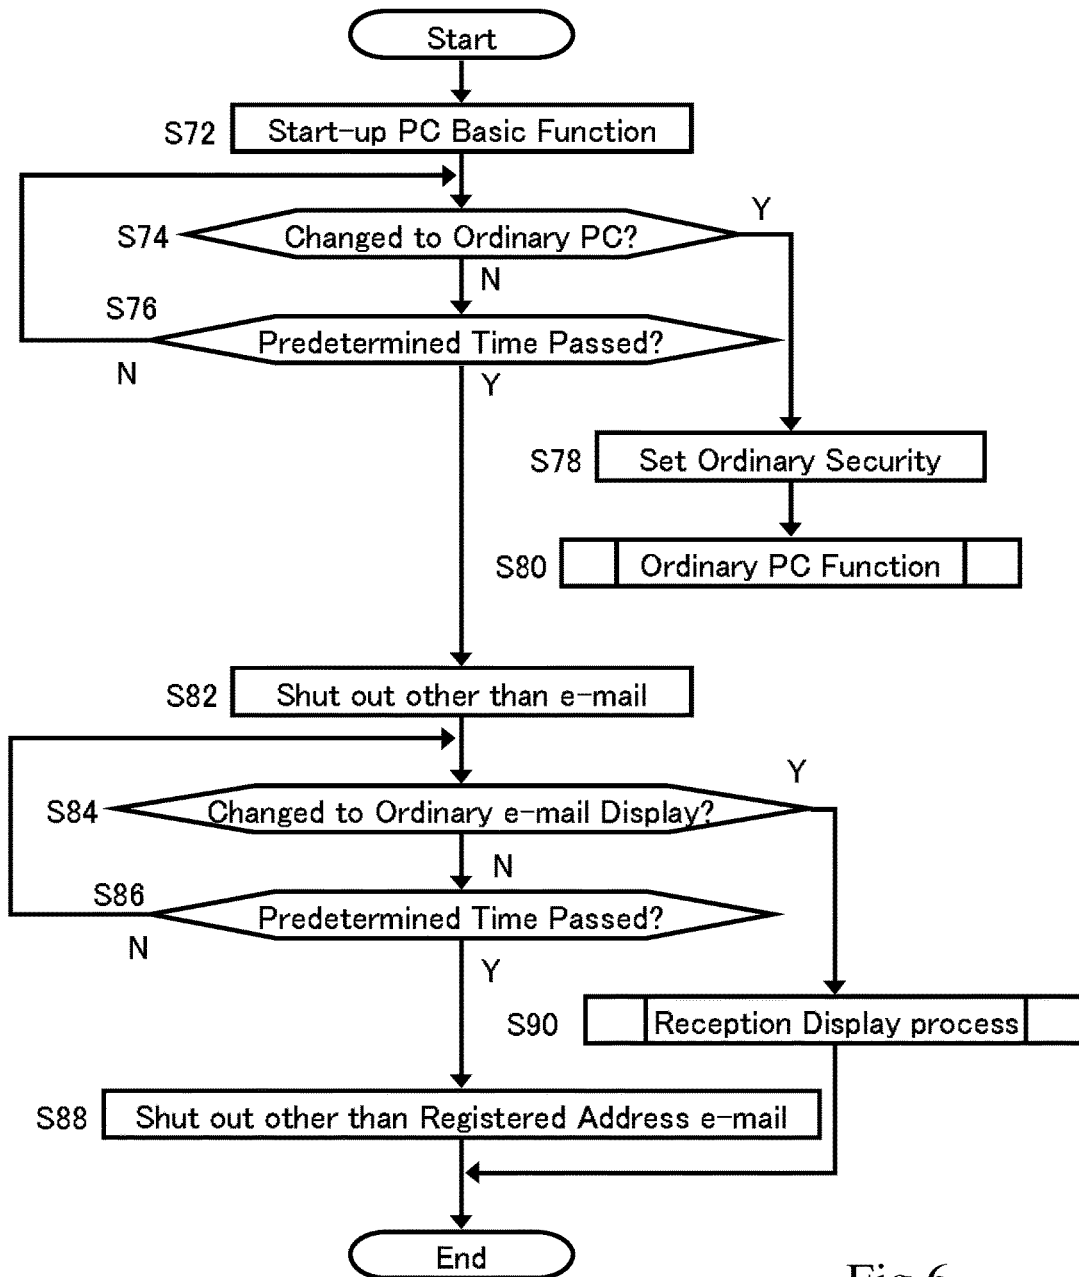 Start
S72 Start-up PC Basic Function
Y
S74 Changed to Ordinary PC?
N
S76
Predetermined Time Passed?
N
Y
S78 Set Ordinary Security
S80 Ordinary PC Function
S82 Shut out other than e-mail
Y
S84 Changed to Ordinary e-mail Display?
N
S86
Predetermined Time Passed?
N
Y
S90 Reception Display process
S88 Shut out other than Registered Address e-mail
End
Fig.6